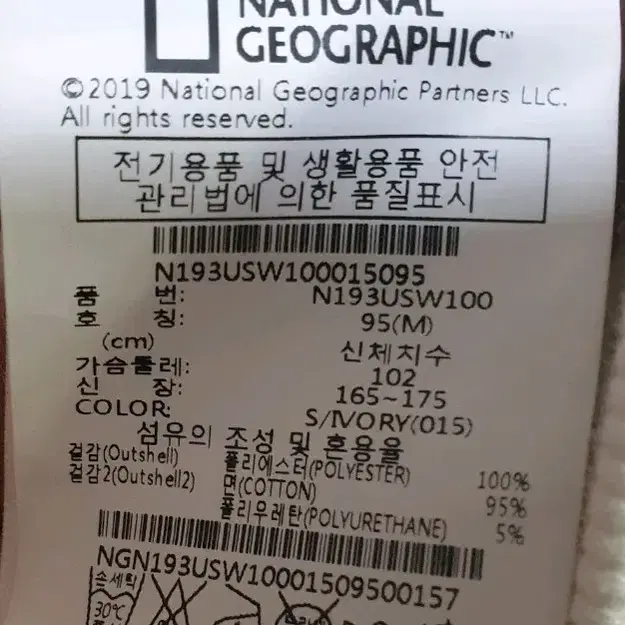 NATIONAL
GEOGRAPHIC™
©2019 National Geographic Partners LLC.
All rights reserved.
전기용품 및 생활용품 안전
관리법에 의한 품질표시
N193USW100015095
품 번: N193USW100
호 칭: 95(M)
(cm) 신체치수
가슴둘레: 102
신 장: 165~175
COLOR: S/IVORY(015)
섬유의 조성 및 혼용율
겉감(Outshell) 폴리에스터(POLYESTER) 100%
겉감2(Outshell2) 면(COTTON) 95%
폴리우레탄(POLYURETHANE) 5%
NGN193USW10001509500157
손세탁
30℃